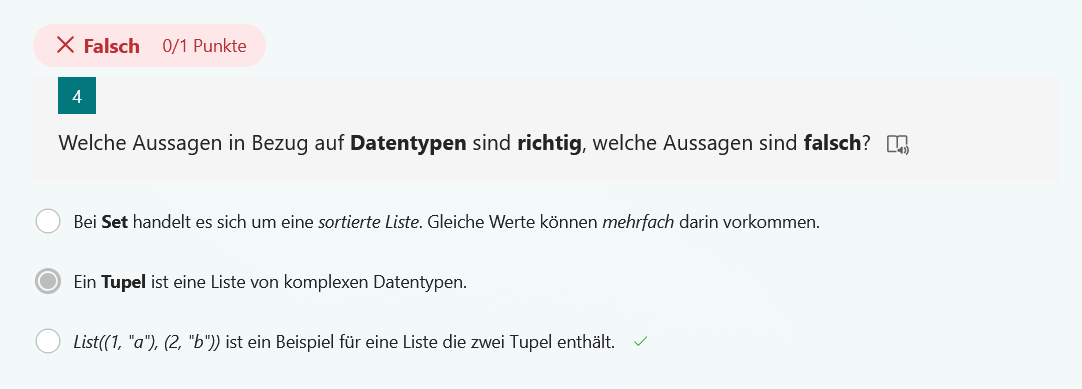 Falsch 0/1 Punkte
4
Welche Aussagen in Bezug auf Datentypen sind richtig, welche Aussagen sind falsch?
Bei Set handelt es sich um eine sortierte Liste. Gleiche Werte können mehrfach darin vorkommen.
Ein Tupel ist eine Liste von komplexen Datentypen.
List((1, "a"), (2, "b")) ist ein Beispiel für eine Liste die zwei Tupel enthält.